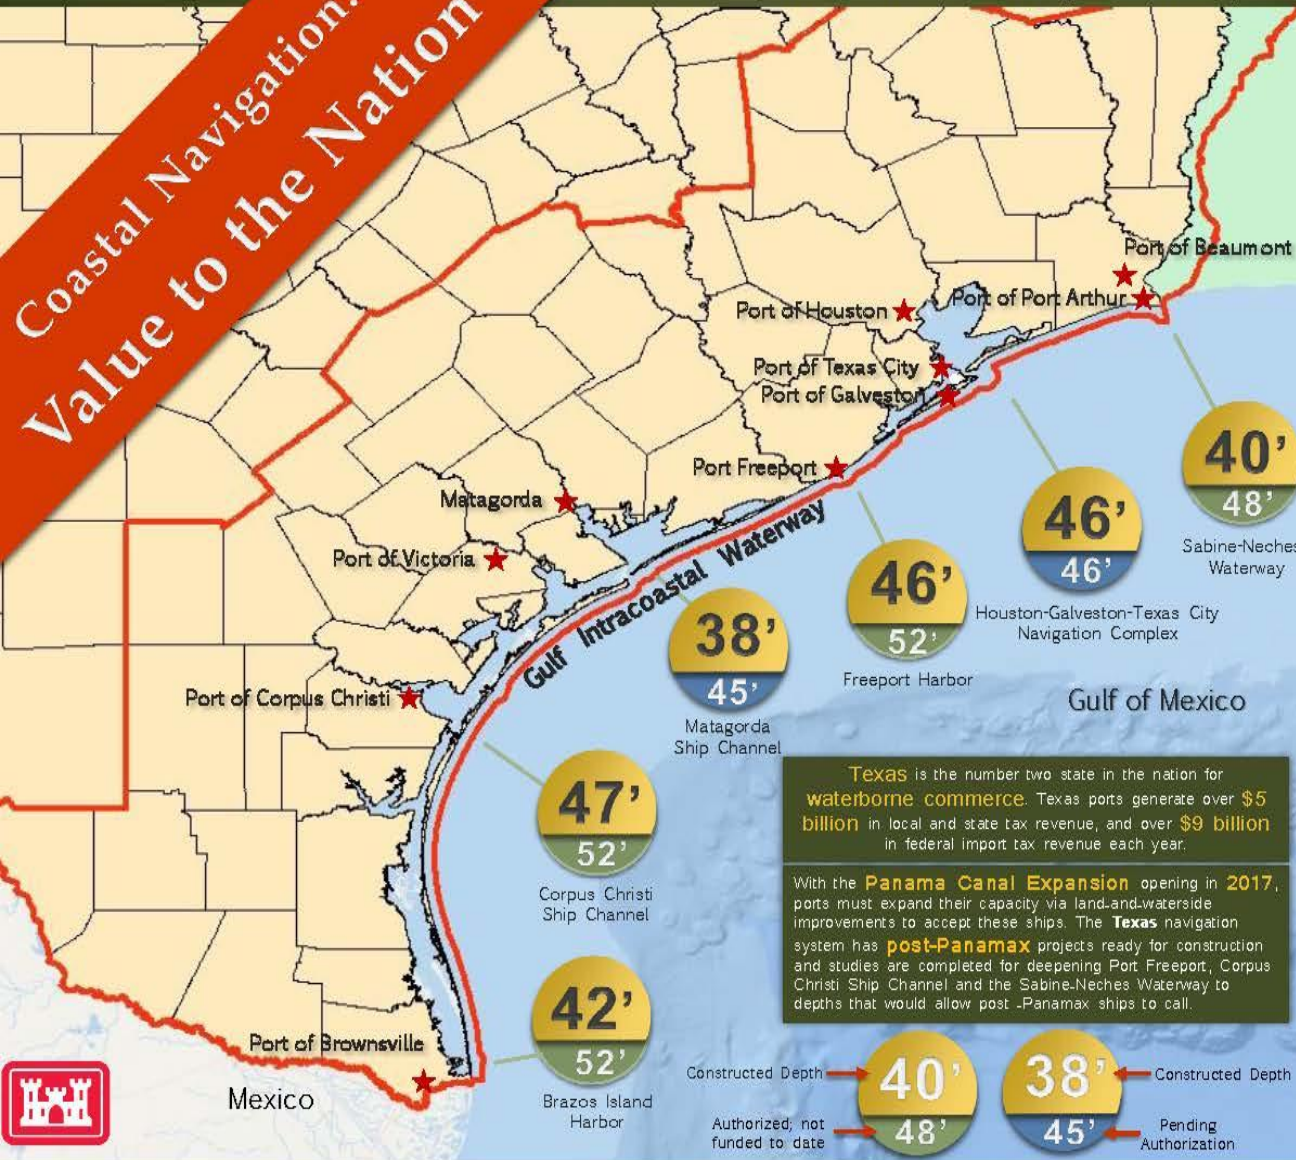 Coastal Navigation:
Value to the Nation
Port of Beaumont
Port of Port Arthur
Port of Houston
Port of Texas City
Port of Galveston
Port Freeport
Matagorda
Port of Victoria
Port of Corpus Christi
Port of Brownsville
Mexico
Gulf Intracoastal Waterway
Gulf of Mexico
40'
48'
Sabine-Neches
Waterway
46'
46'
Houston-Galveston-Texas City
Navigation Complex
46'
52'
Freeport Harbor
38'
45'
Matagorda
Ship Channel
47'
52'
Corpus Christi
Ship Channel
42'
52'
Brazos Island
Harbor
Texas is the number two state in the nation for
waterborne commerce. Texas ports generate over $5
billion in local and state tax revenue, and over $9 billion
in federal import tax revenue each year.
With the Panama Canal Expansion opening in 2017,
ports must expand their capacity via land-and-waterside
improvements to accept these ships. The Texas navigation
system has post-Panamax projects ready for construction
and studies are completed for deepening Port Freeport, Corpus
Christi Ship Channel and the Sabine-Neches Waterway to
depths that would allow post -Panamax ships to call.
Constructed Depth
40'
48'
Authorized; not
funded to date
38'
45'
Constructed Depth
Pending
Authorization